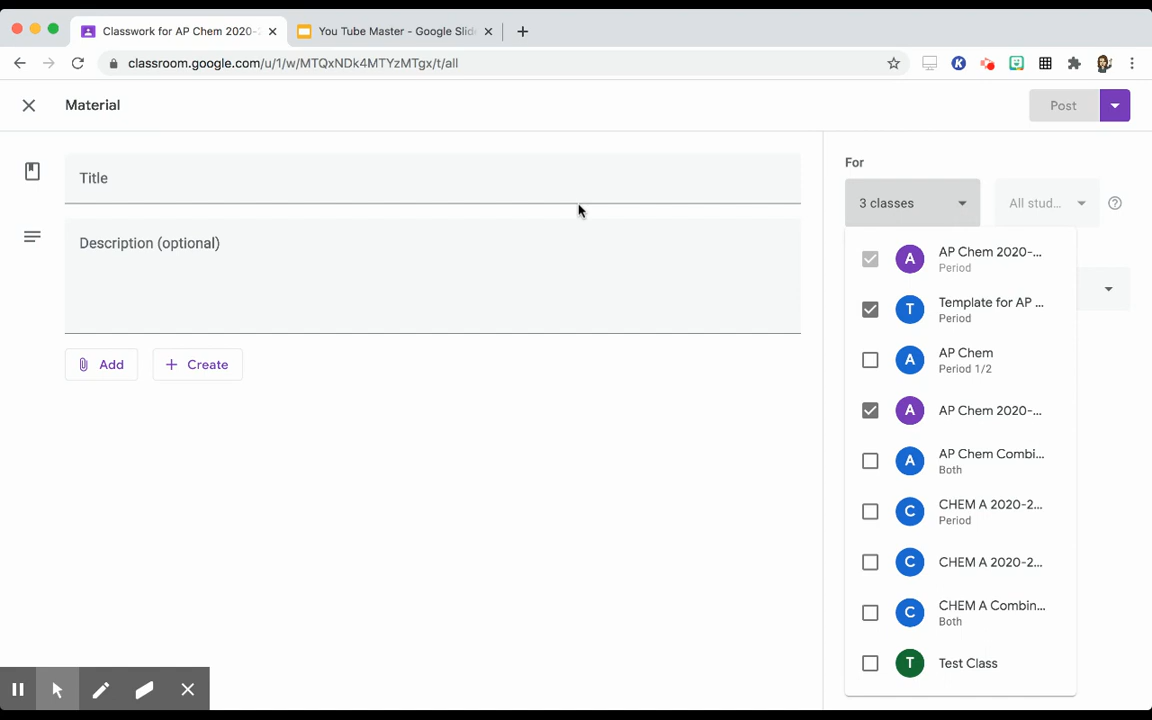 Classwork for AP Chem 2020-
You Tube Master - Google Slid
classroom.google.com/u/1/w/MTQxNDk4MTYzMTgx/t/all
K
Material
Post
Title
Description (optional)
Add
Create
For
3 classes
All stud...
A
AP Chem 2020-...
Period
T
Template for AP ...
Period
A
AP Chem
Period 1/2
A
AP Chem 2020-...
A
AP Chem Combi...
Both
C
CHEM A 2020-2...
Period
C
CHEM A 2020-2...
C
CHEM A Combin...
Both
T
Test Class